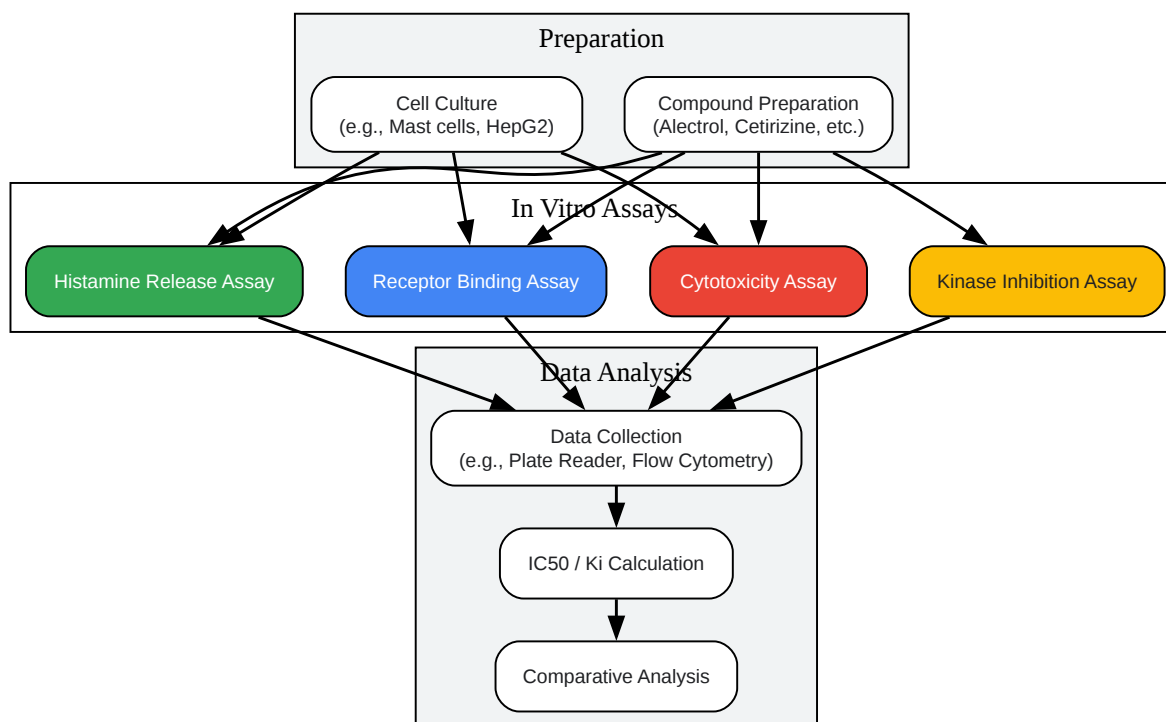 Preparation
Cell Culture
(e.g., Mast cells, HepG2)
Compound Preparation
(Alectrol, Cetirizine, etc.)
In Vitro Assays
Histamine Release Assay
Receptor Binding Assay
Cytotoxicity Assay
Kinase Inhibition Assay
Data Analysis
Data Collection
(e.g., Plate Reader, Flow Cytometry)
IC50 / Ki Calculation
Comparative Analysis